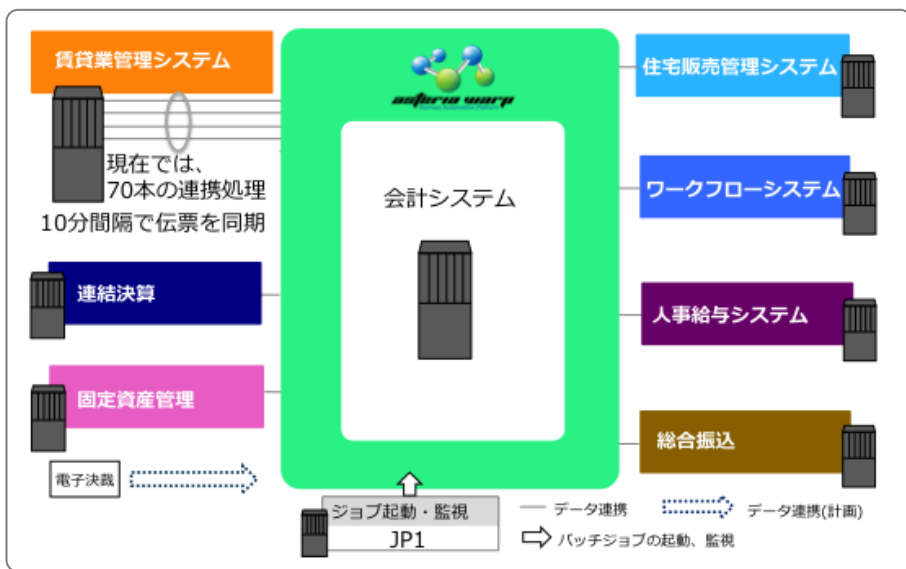 賃貸業管理システム
現在では、
70本の連携処理
10分間隔で伝票を同期
連結決算
固定資産管理
電子決裁
asteria warp
会計システム
住宅販売管理システム
ワークフローシステム
人事給与システム
総合振込
ジョブ起動・監視
JP1
データ連携
データ連携(計画)
バッチジョブの起動、監視